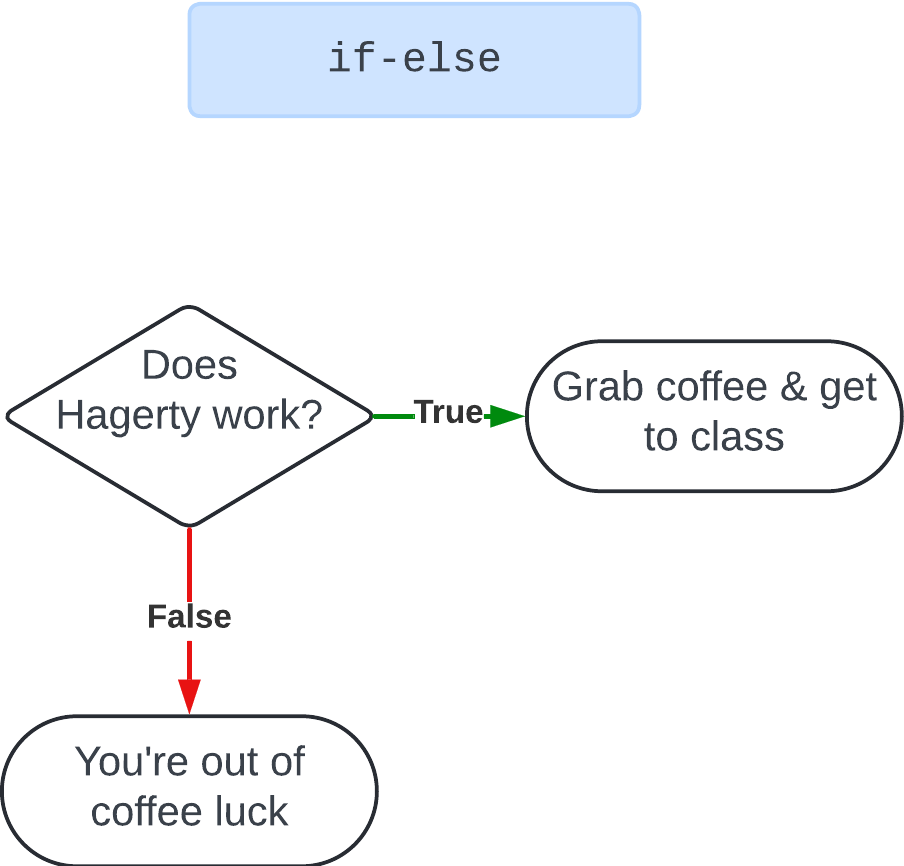 if-else
Does
Hagerty work?
True
Grab coffee & get
to class
False
You're out of
coffee luck